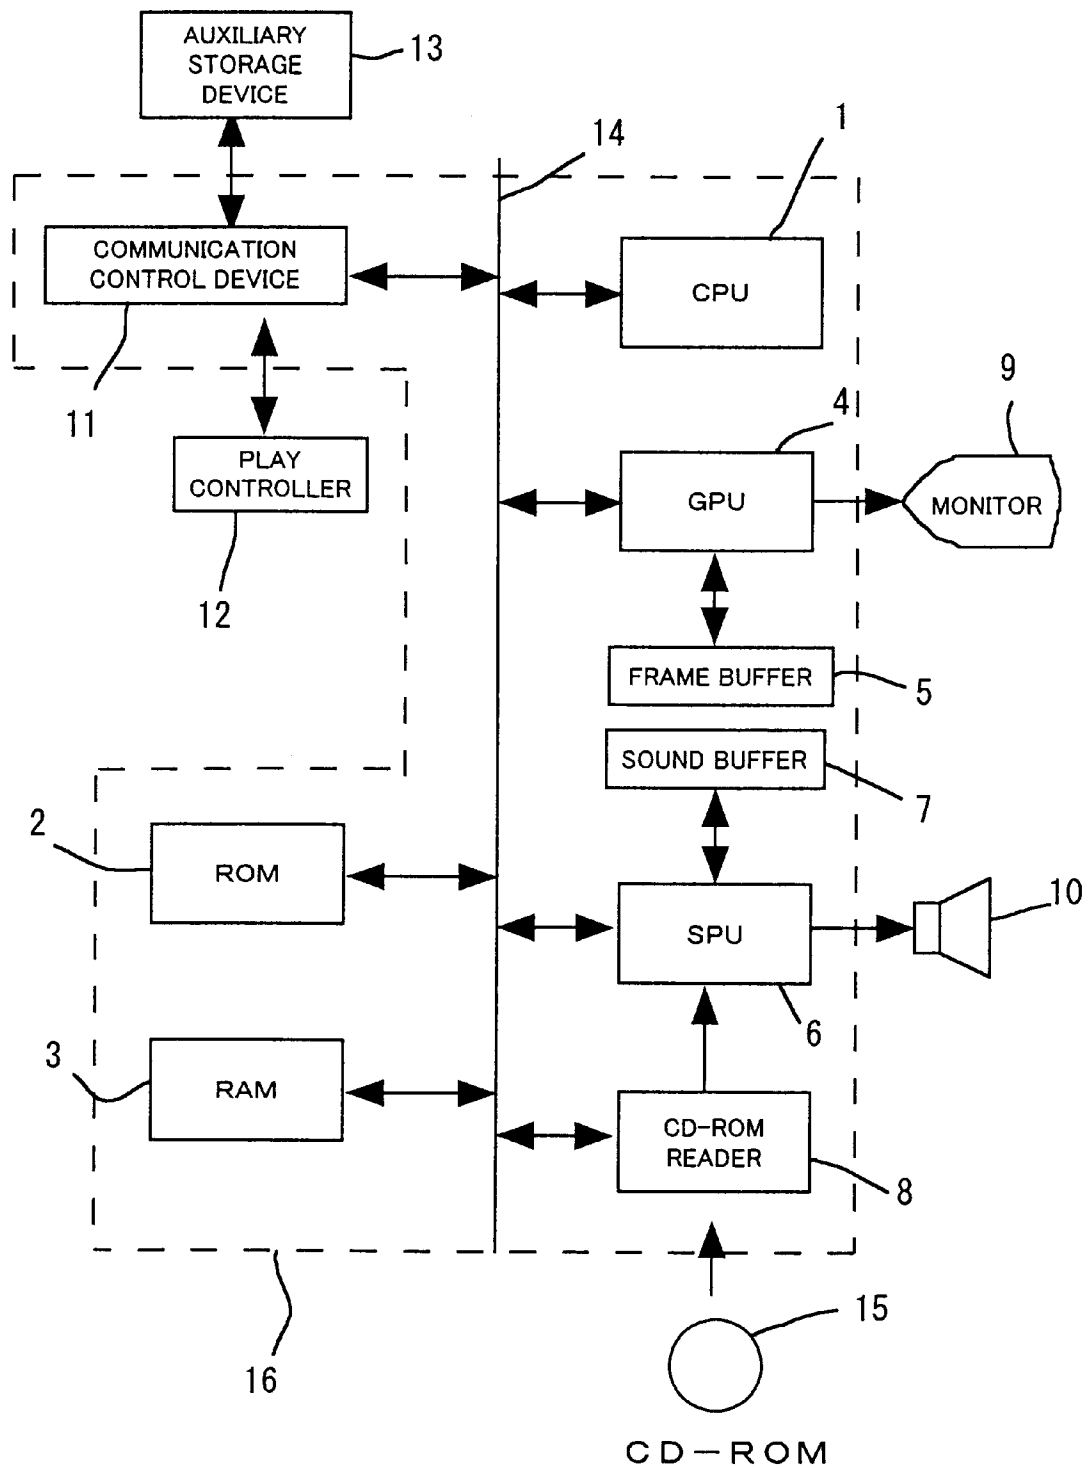 AUXILIARY
STORAGE
DEVICE
13
14
1
COMMUNICATION
CONTROL DEVICE
CPU
11
9
4
PLAY
CONTROLLER
GPU
MONITOR
12
FRAME BUFFER
5
SOUND BUFFER
7
2
ROM
10
SPU
6
3
RAM
CD-ROM
READER
8
15
16
CD-ROM